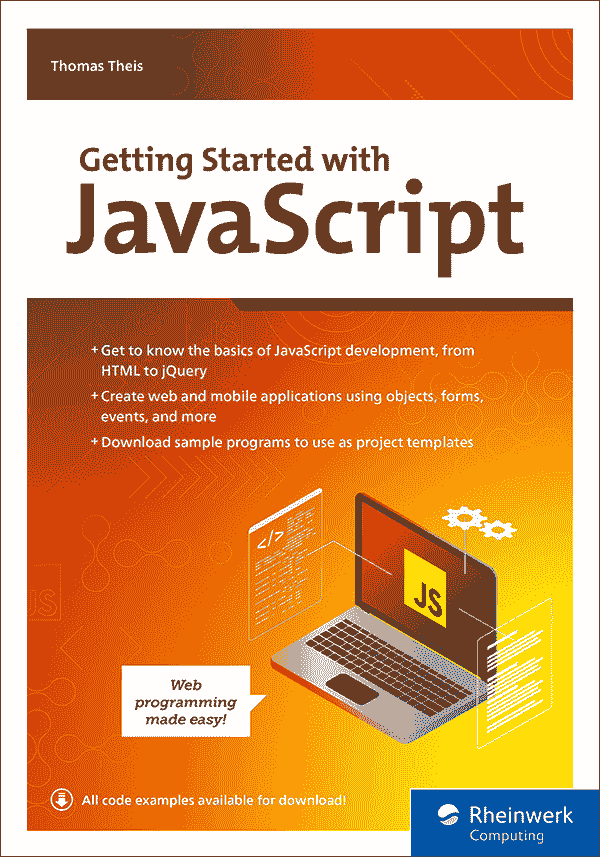 Thomas Theis
Getting Started with
JavaScript
+ Get to know the basics of JavaScript development, from
HTML to jQuery
+ Create web and mobile applications using objects, forms,
events, and more
+ Download sample programs to use as project templates
</>
JS
JS
Web
programming
made easy!
All code examples available for download!
Rheinwerk
Computing